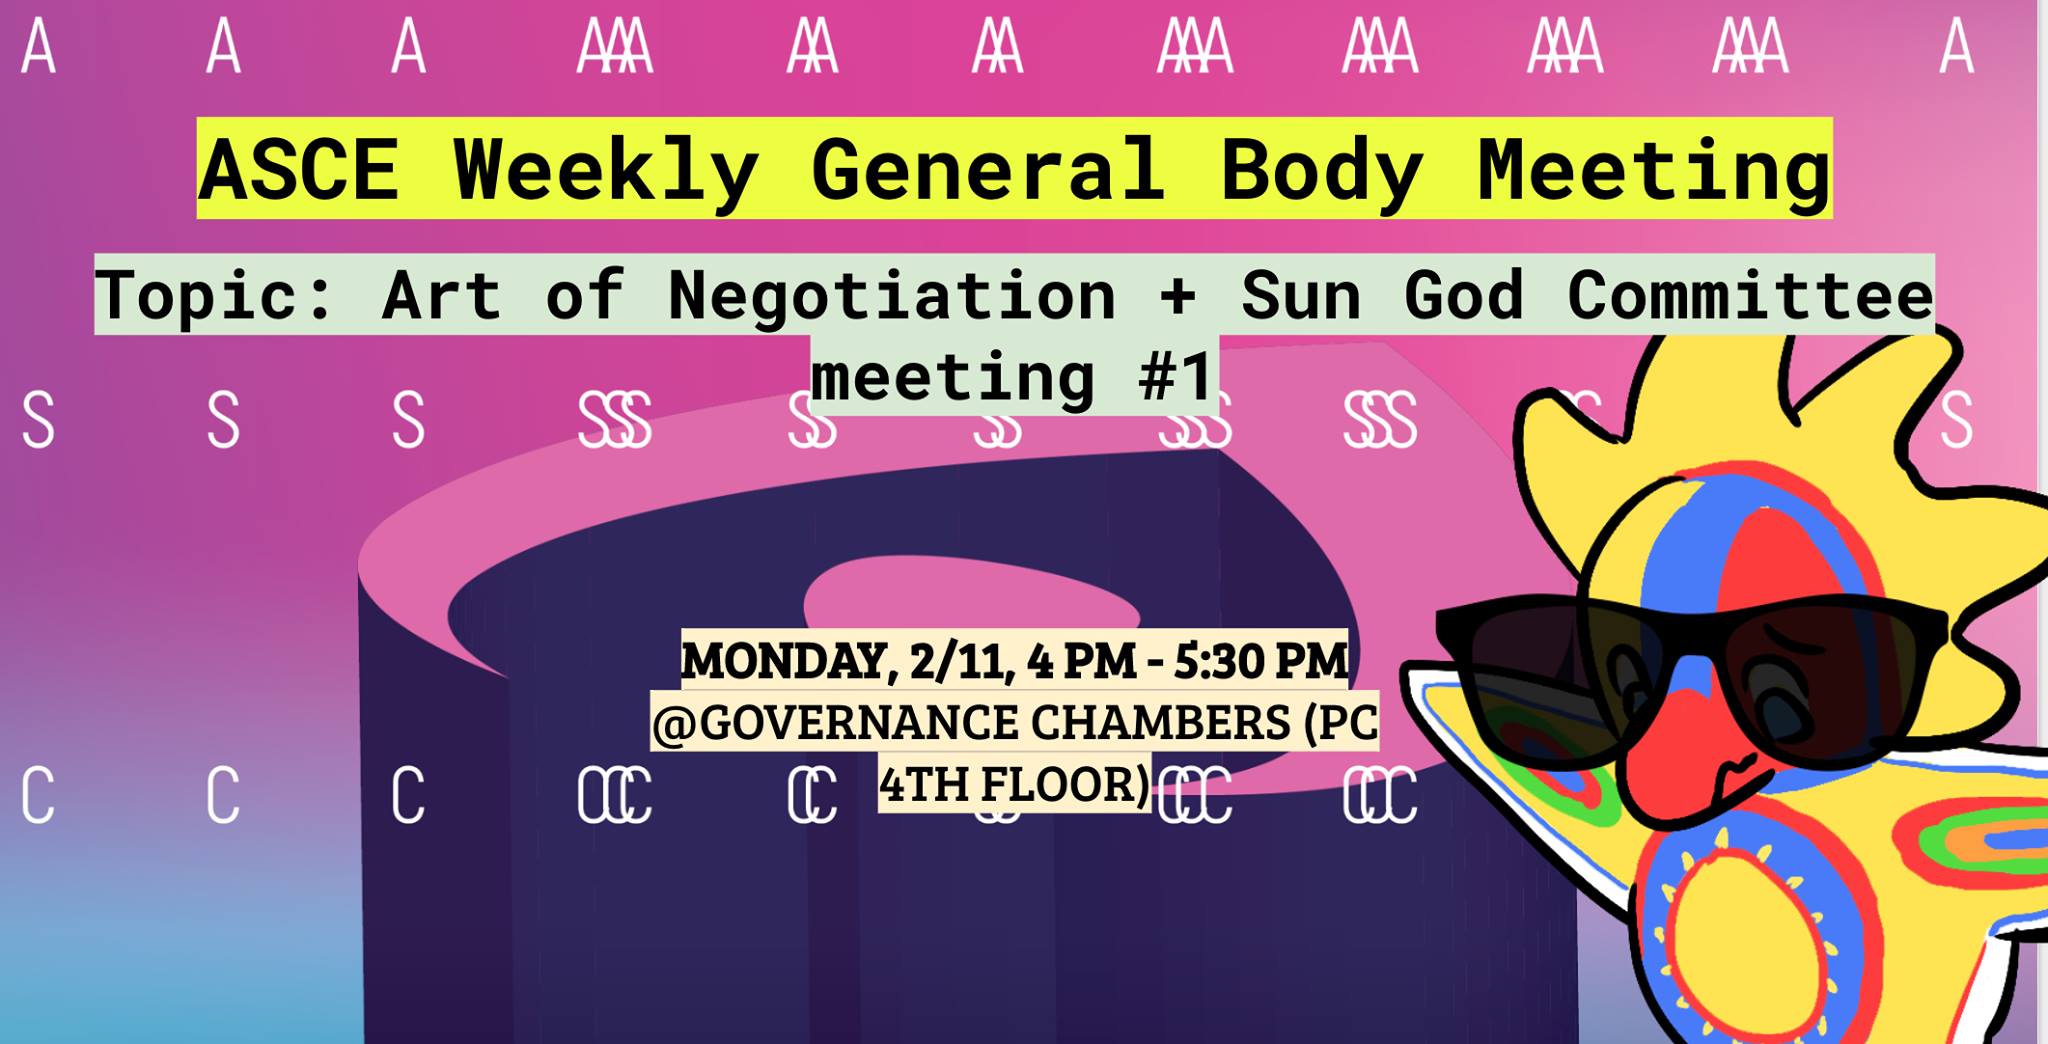 A A A AAA AA AA AAA AAA AAA AAA A
ASCE Weekly General Body Meeting
Topic: Art of Negotiation + Sun God Committee
meeting #1
S S S SSS SS SS SSS SSS S S
MONDAY, 2/11, 4 PM - 5:30 PM
@GOVERNANCE CHAMBERS (PC
4TH FLOOR)
C C C CCC CC CCC CCC